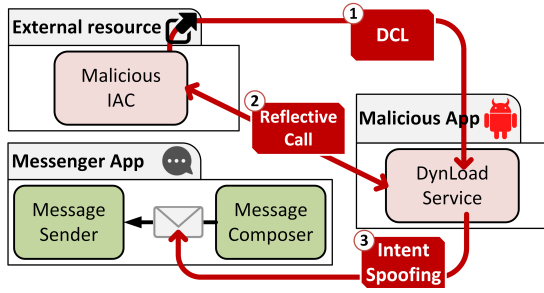 External resource
Malicious
IAC
1
DCL
2
Reflective
Call
Malicious App
DynLoad
Service
Messenger App
Message
Sender
Message
Composer
3
Intent
Spoofing